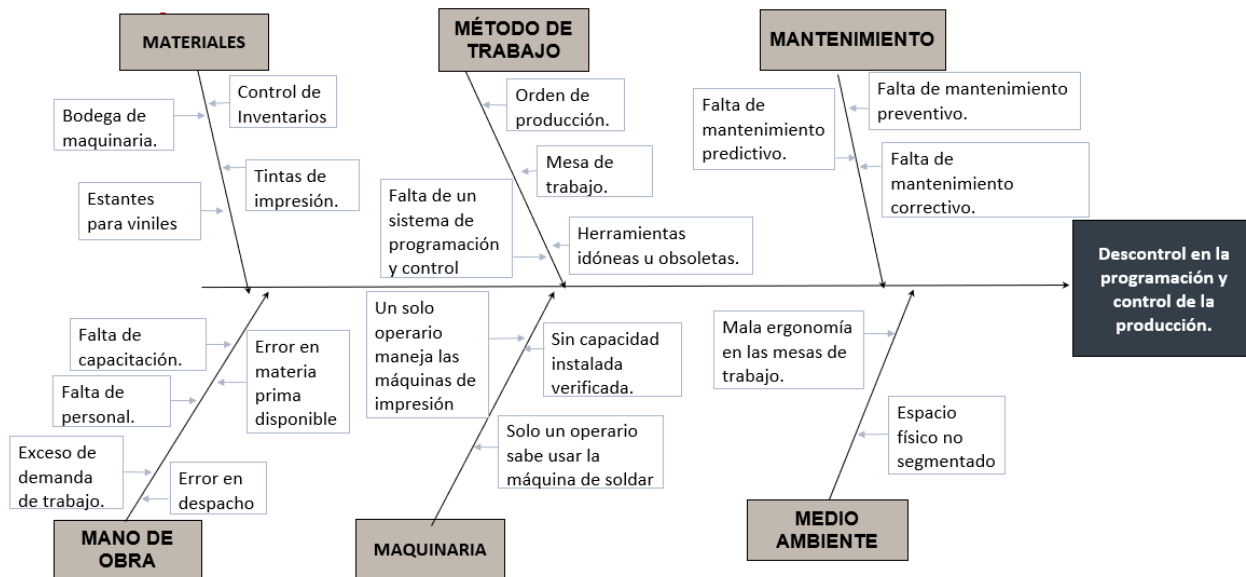 MATERIALES
MÉTODO DE
TRABAJO
MANTENIMIENTO
Control de
Inventarios
Bodega de
maquinaria.
Tintas de
impresión.
Estantes
para viniles
Orden de
producción.
Mesa de
trabajo.
Falta de un
sistema de
programación
y control
Herramientas
idóneas u obsoletas.
Falta de mantenimiento
preventivo.
Falta de
mantenimiento
predictivo.
Falta de
mantenimiento
correctivo.
Descontrol en la
programación y
control de la
producción.
Falta de
capacitación.
Error en
materia
prima
disponible
Falta de
personal.
Exceso de
demanda
de trabajo.
Error en
despacho
Un solo
operario
maneja las
máquinas de
impresión
Sin capacidad
instalada
verificada.
Solo un operario
sabe usar la
máquina de soldar
Mala ergonomía
en las mesas de
trabajo.
Espacio
físico no
segmentado
MANO DE
OBRA
MAQUINARIA
MEDIO
AMBIENTE